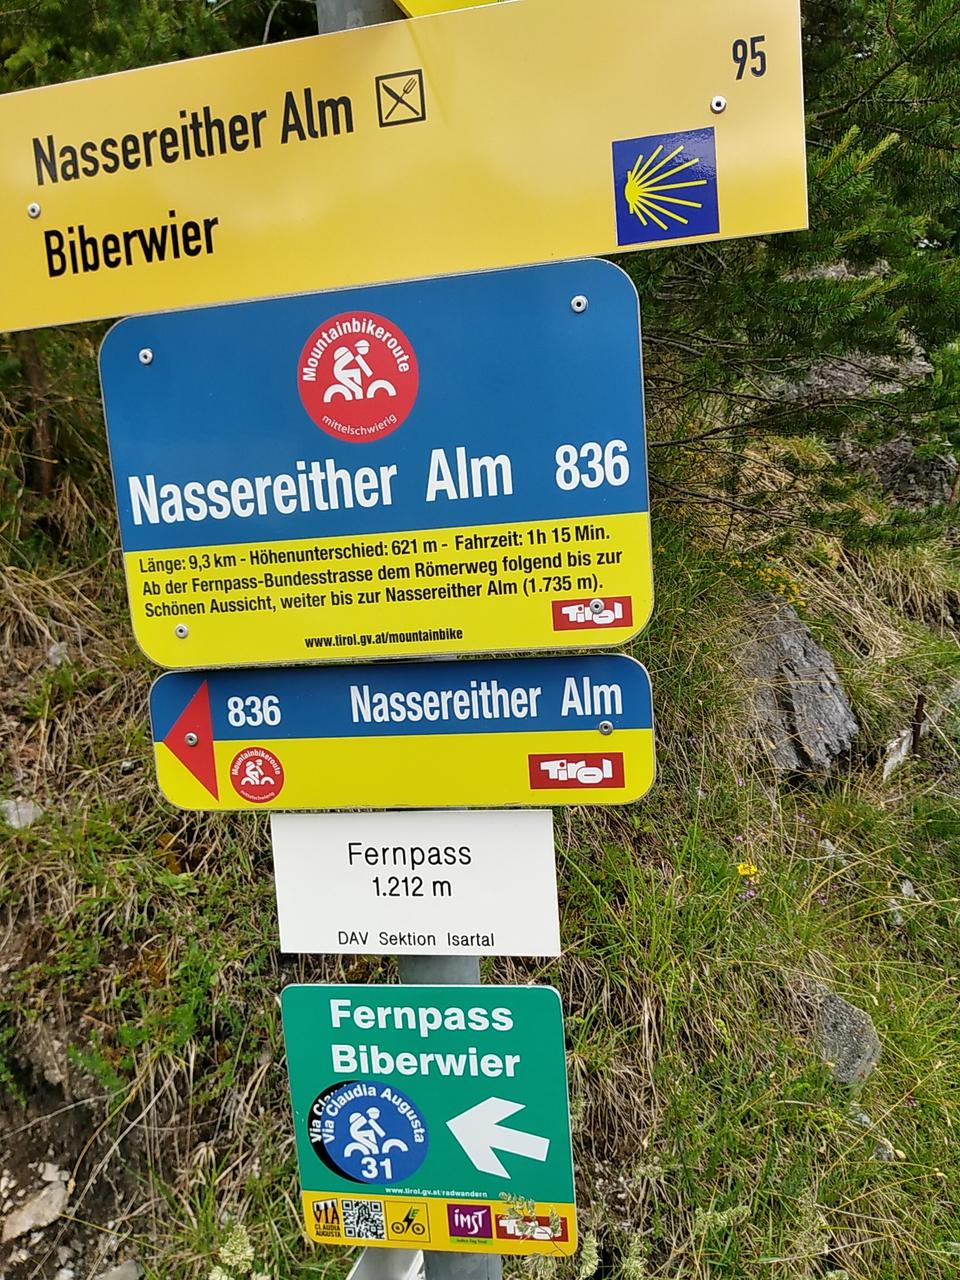 95
Nassereither Alm
Biberwier
Mountainbikeroute
mittelschwierig
Nassereither Alm 836
Länge: 9,3 km - Höhenunterschied: 621 m - Fahrzeit: 1h 15 Min.
Ab der Fernpass-Bundesstrasse dem Römerweg folgend bis zur
Schönen Aussicht, weiter bis zur Nassereither Alm (1.735 m).
Tirol
www.tirol.gv.at/mountainbike
836 Nassereither Alm
Mountainbikeroute
mittelschwierig
Tirol
Fernpass
1.212 m
DAV Sektion Isartal
Fernpass
Biberwier
Via Claudia Augusta
31
www.tirol.gv.at/radwandern
VIA
CLAUDIA
AUGUSTA
imst
Tirol